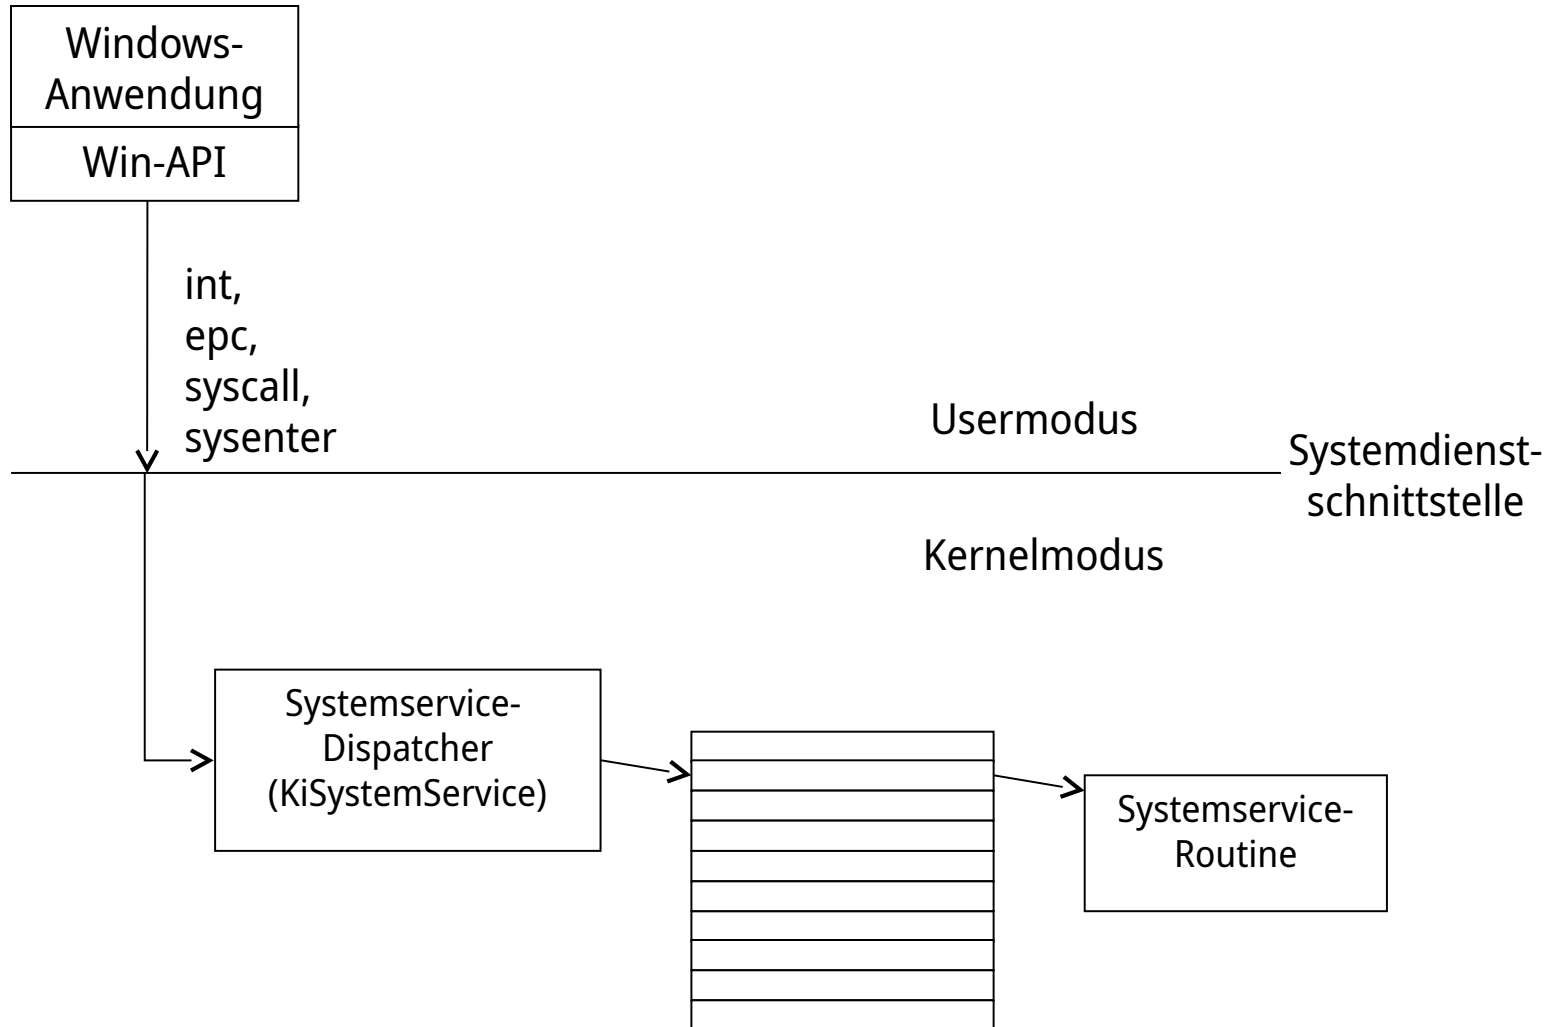 Windows-
Anwendung
Win-API
int,
epc,
syscall,
sysenter
Usermodus
Systemdienst-
schnittstelle
Kernelmodus
Systemservice-
Dispatcher
(KiSystemService)
Systemservice-
Routine